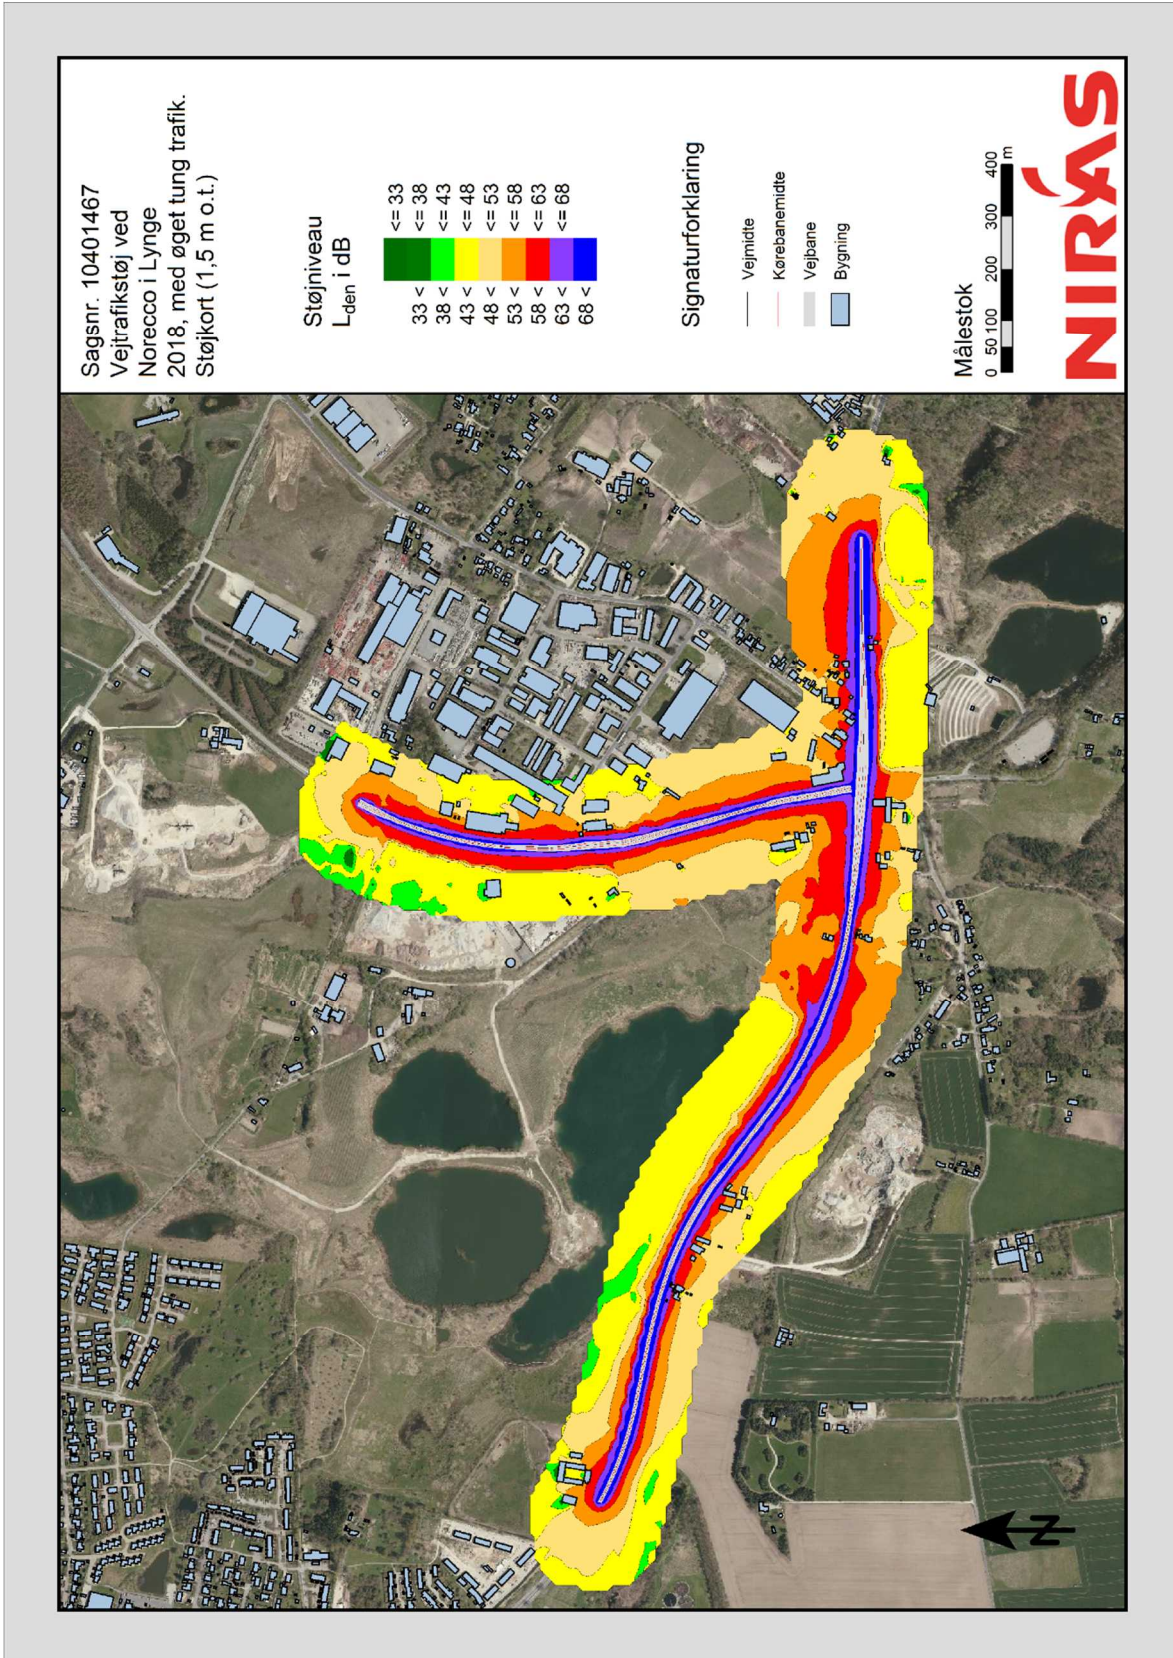 Sagsnr. 10401467
Vejtrafikstøj ved
Norecco i Lynge
2018, med øget tung trafik.
Støjkort (1,5 m o.t.)
Støjniveau
Lden i dB
<= 33
33 < <= 38
38 < <= 43
43 < <= 48
48 < <= 53
53 < <= 58
58 < <= 63
63 < <= 68
68 <
Signaturforklaring
Vejmidte
Kørebanemidte
Vejbane
Bygning
Målestok
0 50 100 200 300 400
m
NIRAS
N